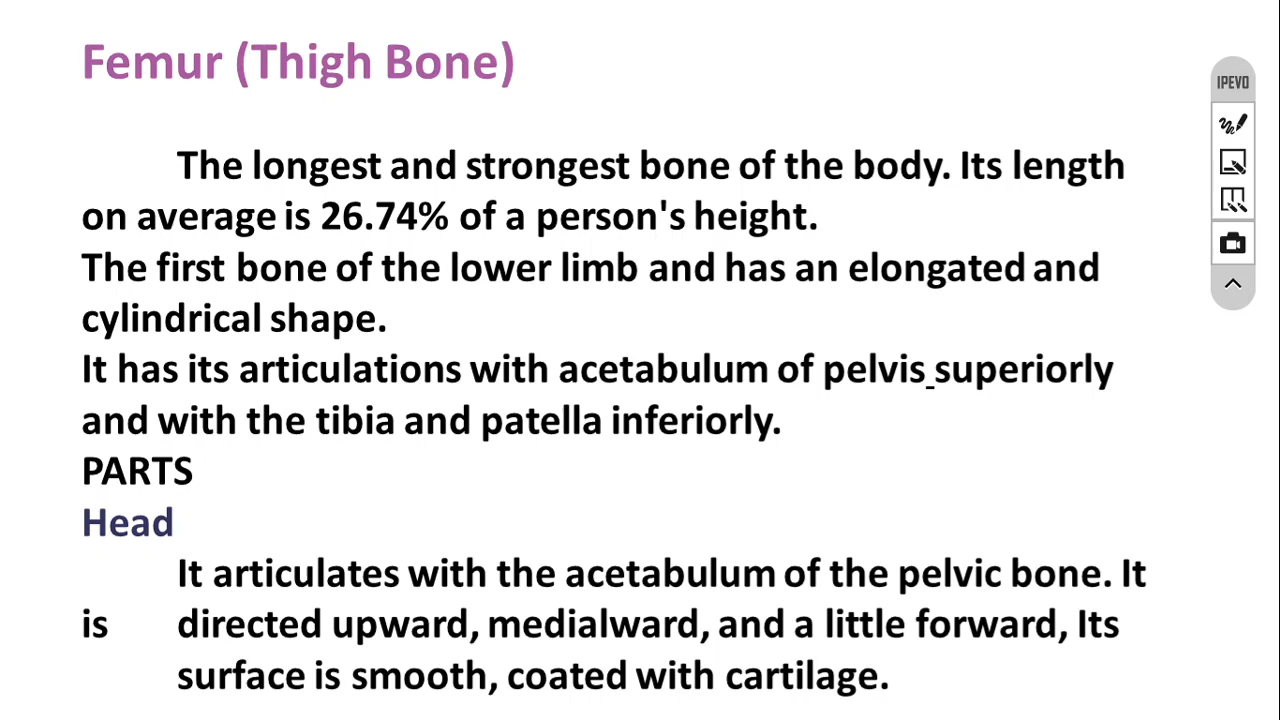 Femur (Thigh Bone)
The longest and strongest bone of the body. Its length
on average is 26.74% of a person's height.
The first bone of the lower limb and has an elongated and
cylindrical shape.
It has its articulations with acetabulum of pelvis superiorly
and with the tibia and patella inferiorly.
PARTS
Head
It articulates with the acetabulum of the pelvic bone. It
is directed upward, medialward, and a little forward, Its
surface is smooth, coated with cartilage.
IPEVO